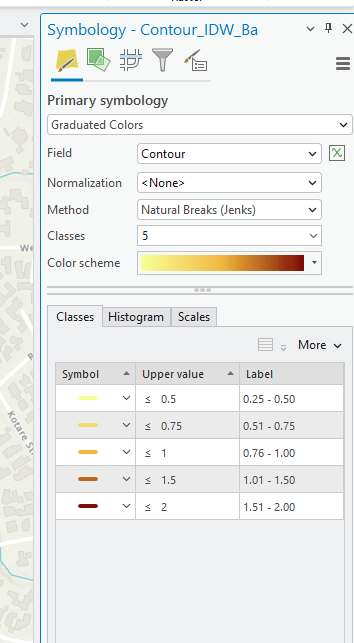 Symbology - Contour_IDW_Ba
Primary symbology
Graduated Colors
Field Contour
Normalization <None>
Method Natural Breaks (Jenks)
Classes 5
Color scheme
Classes Histogram Scales
More
Symbol Upper value Label
≤ 0.5 0.25 - 0.50
≤ 0.75 0.51 - 0.75
≤ 1 0.76 - 1.00
≤ 1.5 1.01 - 1.50
≤ 2 1.51 - 2.00
Kotare